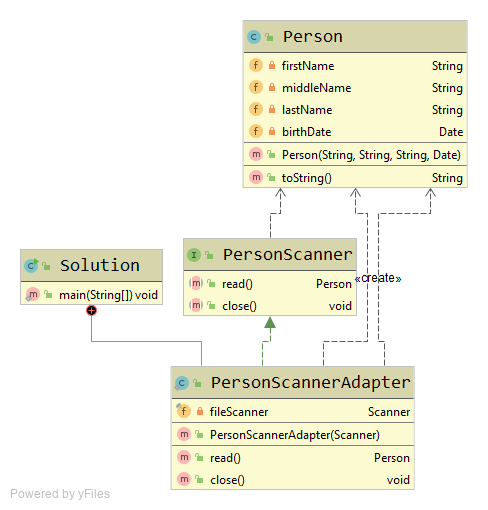 Person
firstName String
middleName String
lastName String
birthDate Date
Person(String, String, String, Date)
toString() String
PersonScanner
read() Person
close() void
«create»
Solution
main(String[]) void
PersonScannerAdapter
fileScanner Scanner
PersonScannerAdapter(Scanner)
read() Person
close() void
Powered by yFiles